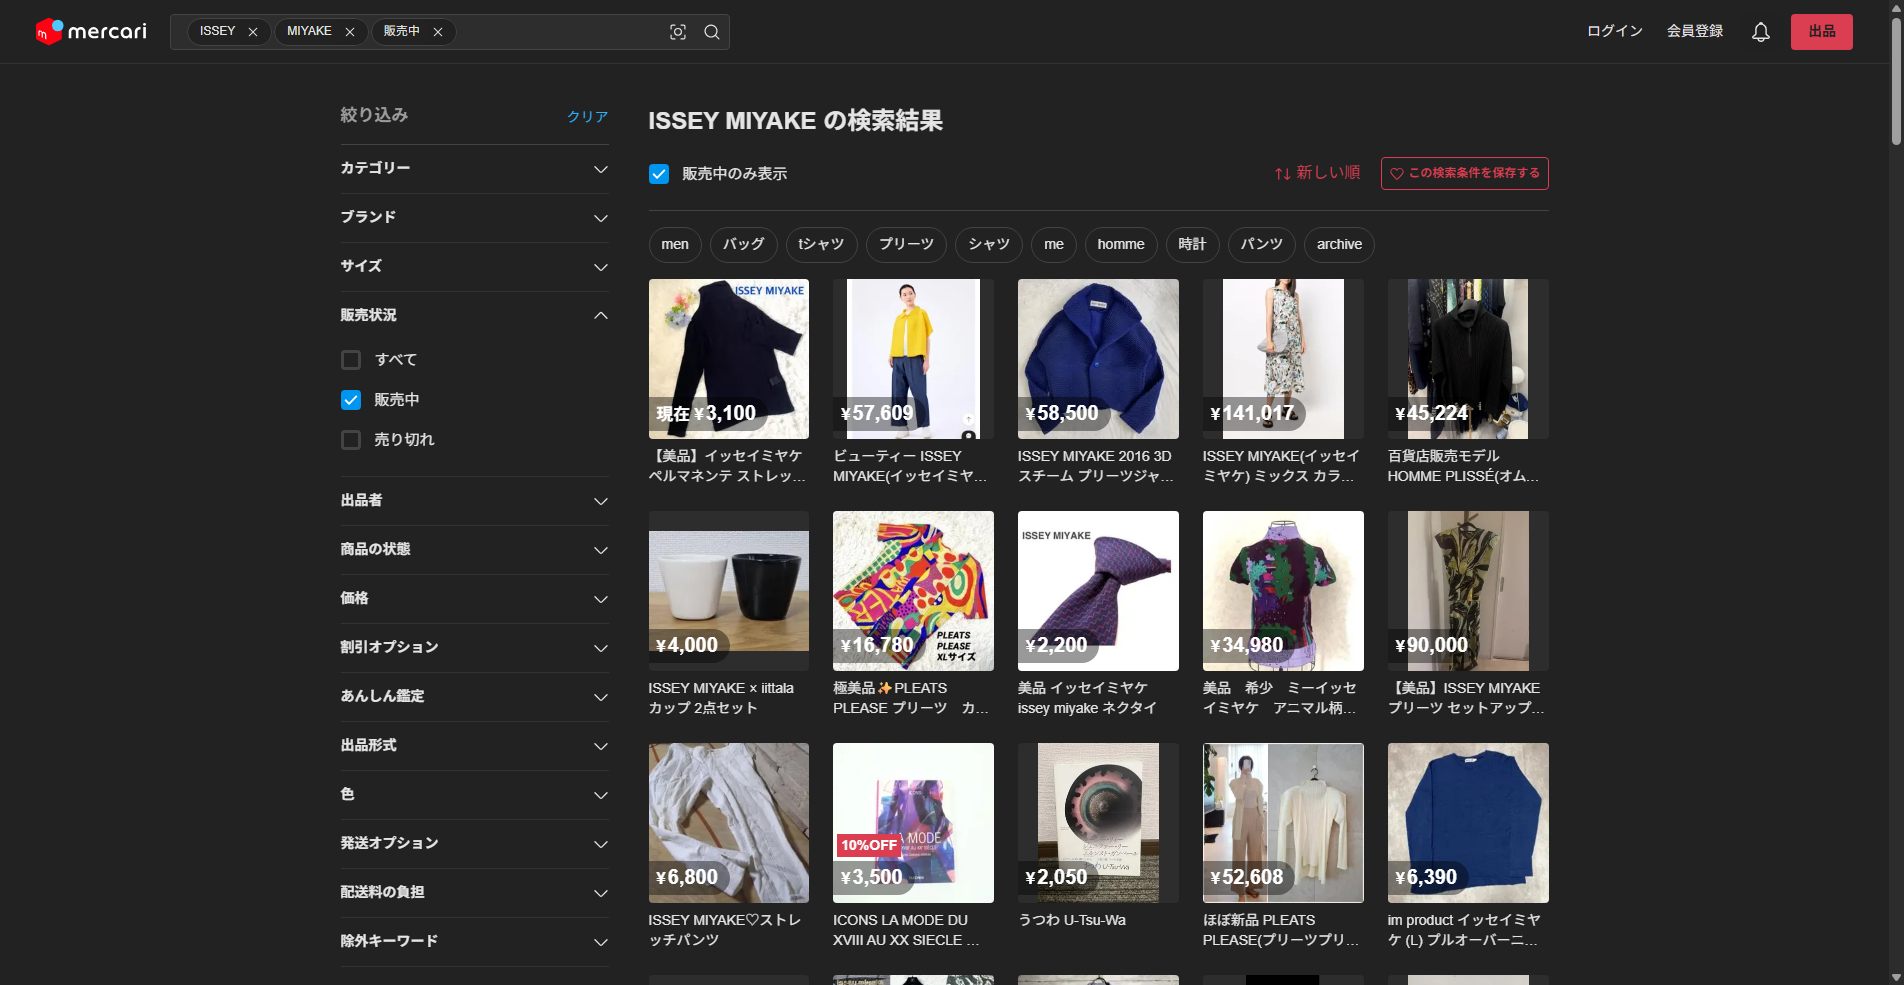 mercari
ISSEY
MIYAKE
販売中
ログイン
会員登録
出品
絞り込み
クリア
カテゴリー
ブランド
サイズ
販売状況
すべて
販売中
売り切れ
出品者
商品の状態
価格
割引オプション
あんしん鑑定
出品形式
色
発送オプション
配送料の負担
除外キーワード
ISSEY MIYAKE の検索結果
販売中のみ表示
新しい順
この検索条件を保存する
men
バッグ
tシャツ
プリーツ
シャツ
me
homme
時計
パンツ
archive
ISSEY MIYAKE
現在 ¥3,100
【美品】イッセイミヤケ
ペルマネンテ ストレッ...
¥57,609
ビューティー ISSEY
MIYAKE(イッセイミヤ...
¥58,500
ISSEY MIYAKE 2016 3D
スチーム プリーツジャ...
¥141,017
ISSEY MIYAKE(イッセイ
ミヤケ) ミックス カラ...
¥45,224
百貨店販売モデル
HOMME PLISSÉ(オム...
¥4,000
ISSEY MIYAKE × iittala
カップ 2点セット
PLEATS
PLEASE
XLサイズ
¥16,780
極美品✨PLEATS
PLEASE プリーツ　カ...
ISSEY MIYAKE
¥2,200
美品 イッセイミヤケ
issey miyake ネクタイ
¥34,980
美品　希少　ミーイッセ
イミヤケ　アニマル柄...
¥90,000
【美品】ISSEY MIYAKE
プリーツ セットアップ...
¥6,800
ISSEY MIYAKE♡ストレ
ッチパンツ
LA MODE
10%OFF
¥3,500
ICONS LA MODE DU
XVIII AU XX SIECLE ...
¥2,050
うつわ U-Tsu-Wa
¥52,608
ほぼ新品 PLEATS
PLEASE(プリーツプリ...
¥6,390
im product イッセイミヤ
ケ (L) プルオーバーニ...